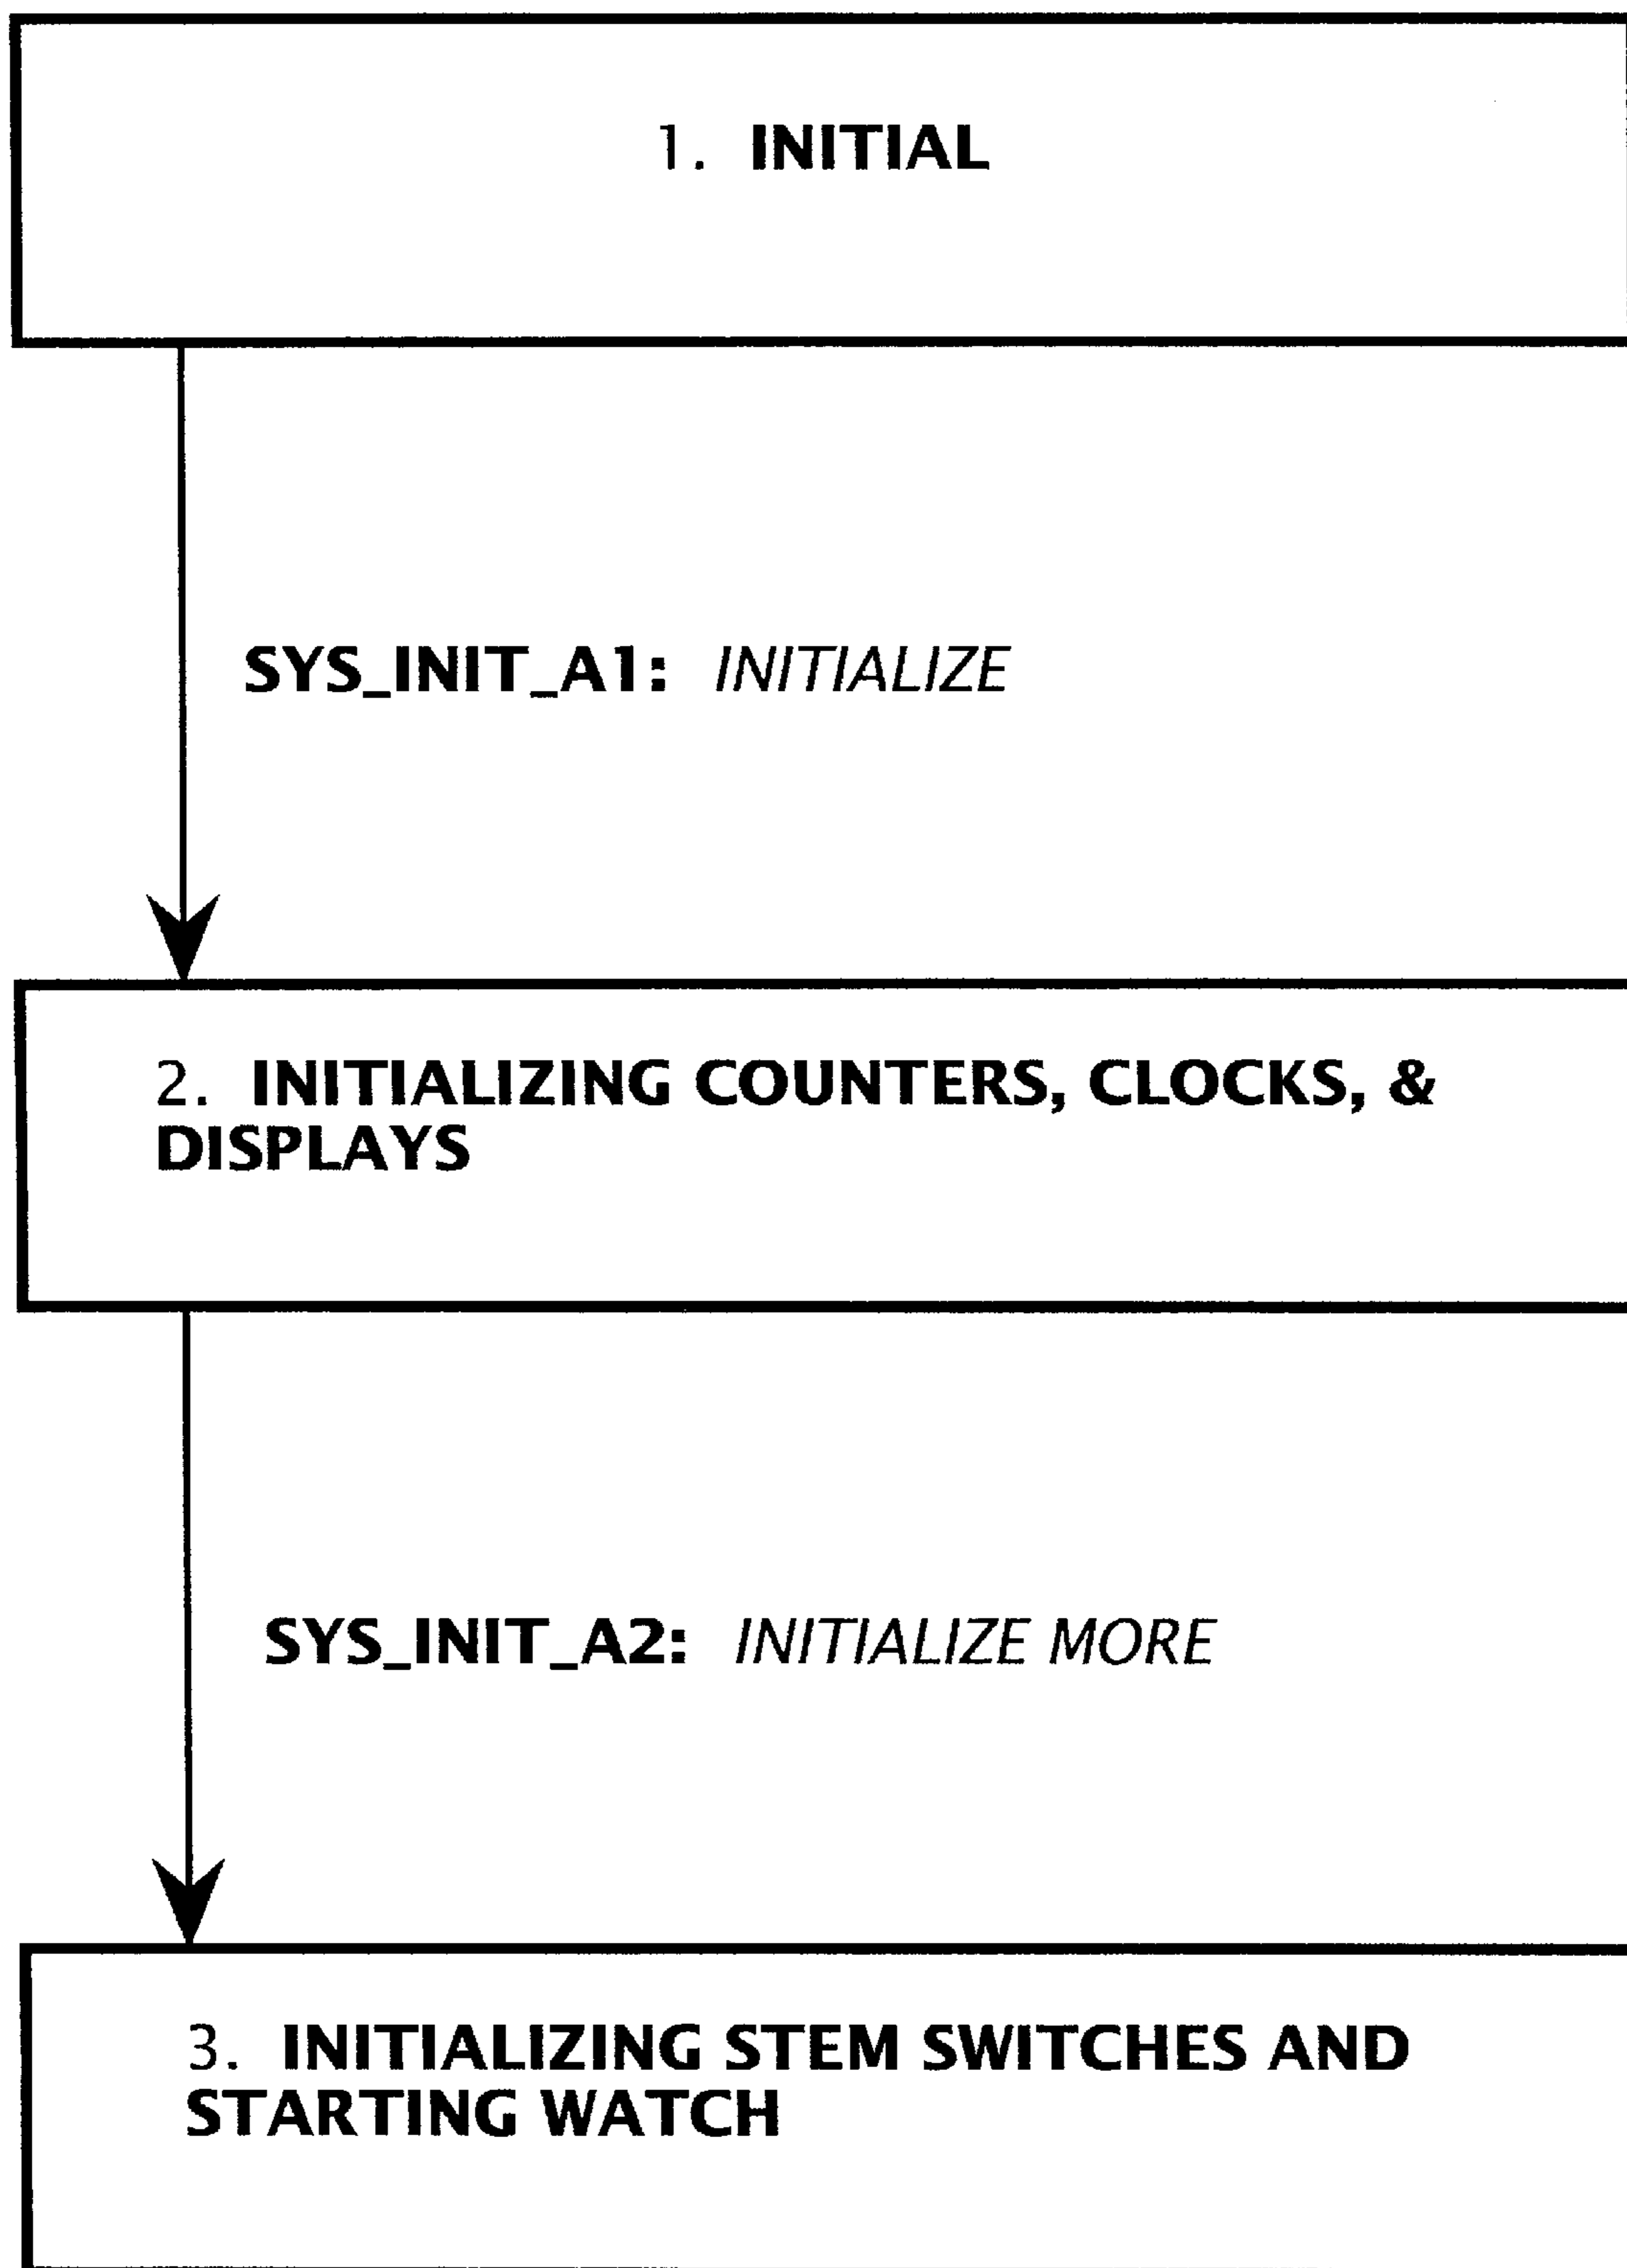 1. INITIAL
SYS_INIT_A1: INITIALIZE
2. INITIALIZING COUNTERS, CLOCKS, &
DISPLAYS
SYS_INIT_A2: INITIALIZE MORE
3. INITIALIZING STEM SWITCHES AND
STARTING WATCH